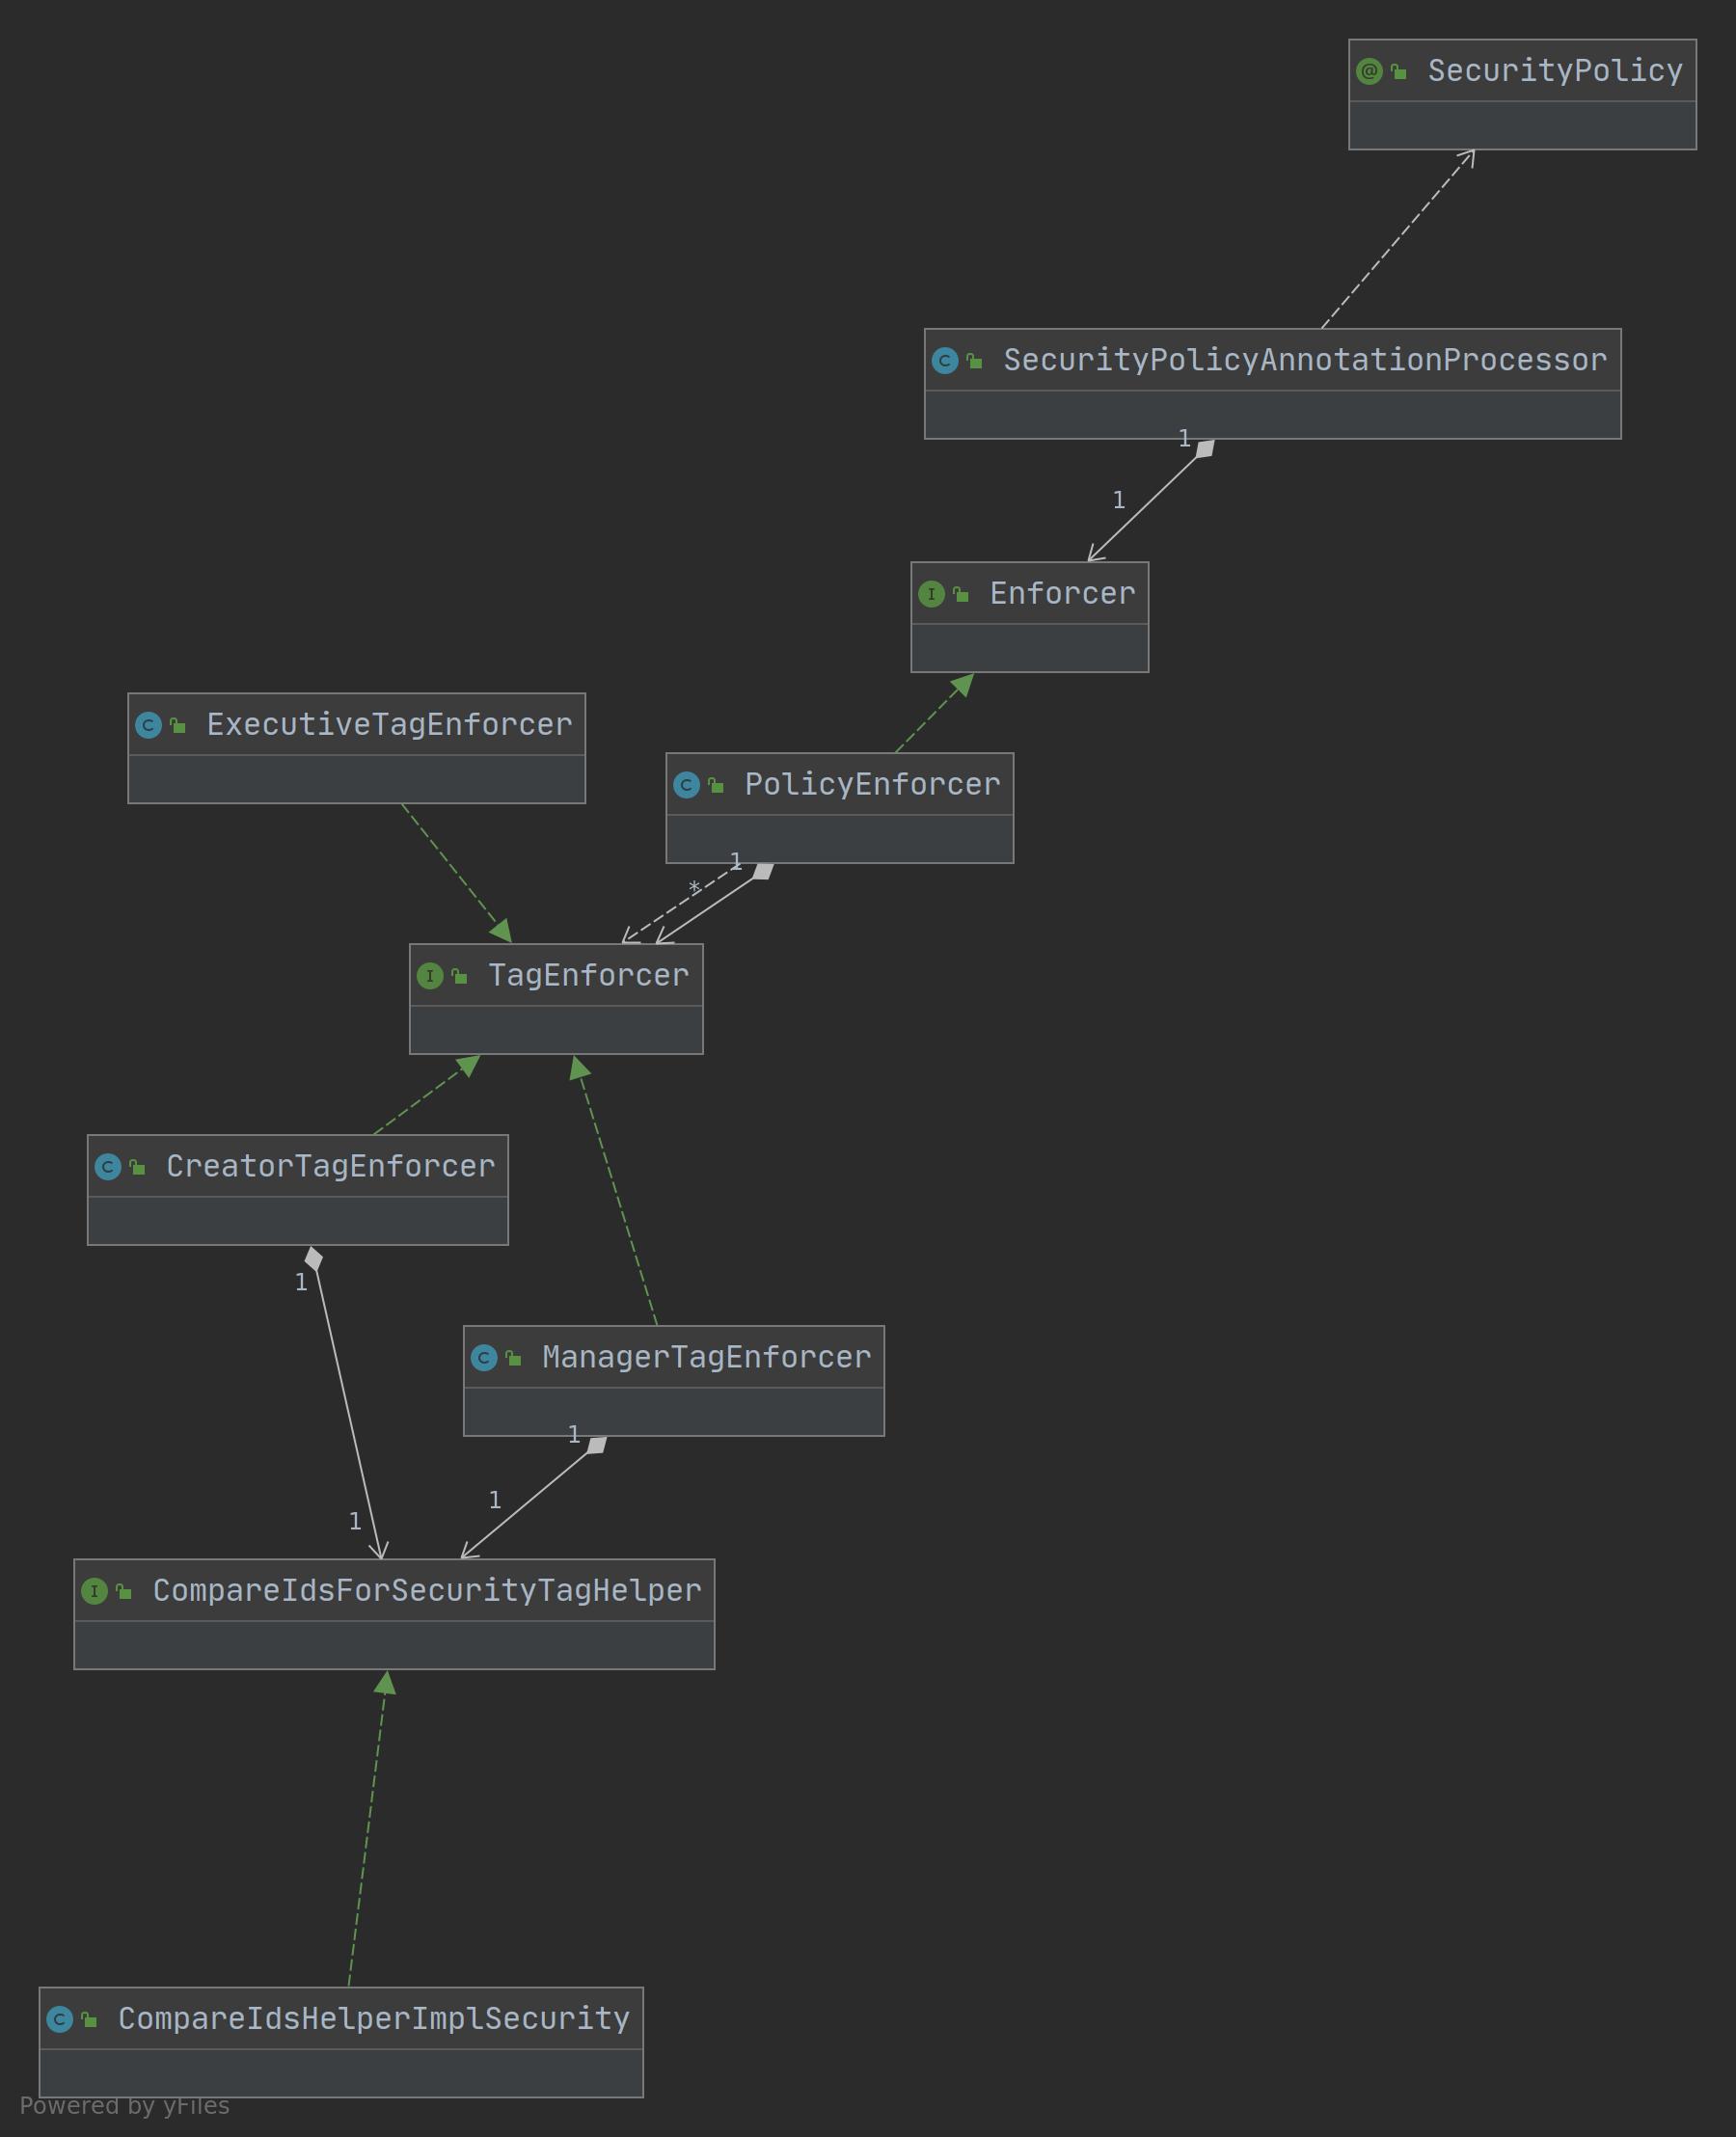 @ SecurityPolicy
C SecurityPolicyAnnotationProcessor
1
1
I Enforcer
C ExecutiveTagEnforcer
C PolicyEnforcer
1
*
I TagEnforcer
C CreatorTagEnforcer
1
C ManagerTagEnforcer
1
1
1
I CompareIdsForSecurityTagHelper
C CompareIdsHelperImplSecurity
Powered by yFiles